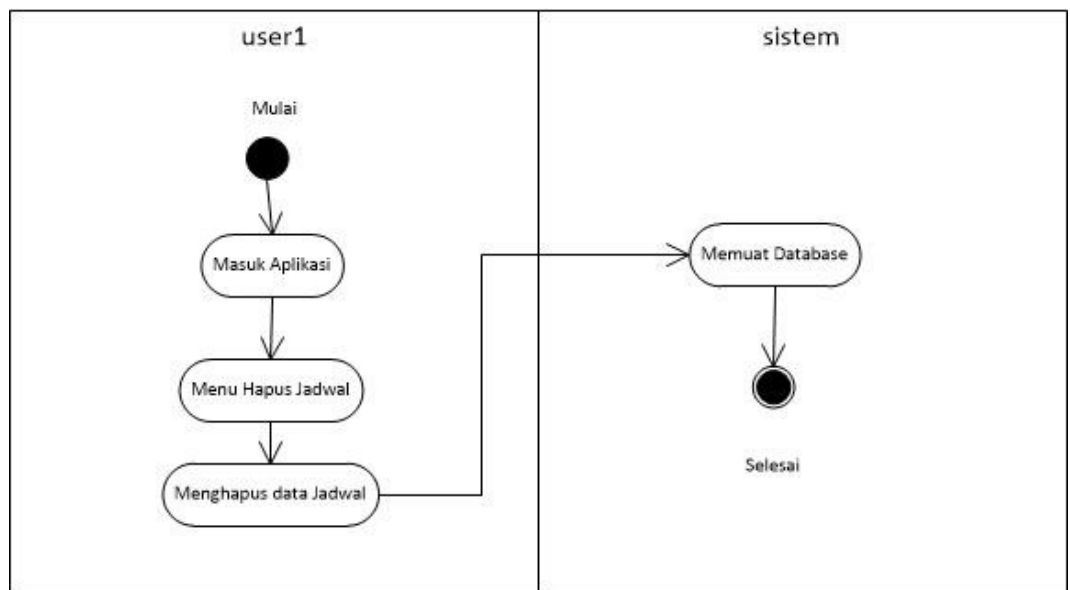 user1
sistem
Mulai
Masuk Aplikasi
Menu Hapus Jadwal
Menghapus data Jadwal
Memuat Database
Selesai